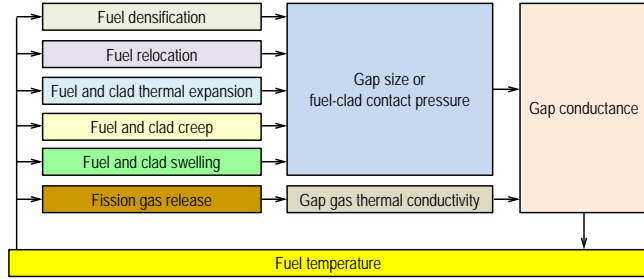 Fuel densification
Fuel relocation
Fuel and clad thermal expansion
Fuel and clad creep
Fuel and clad swelling
Fission gas release
Gap size or
fuel-clad contact pressure
Gap gas thermal conductivity
Gap conductance
Fuel temperature